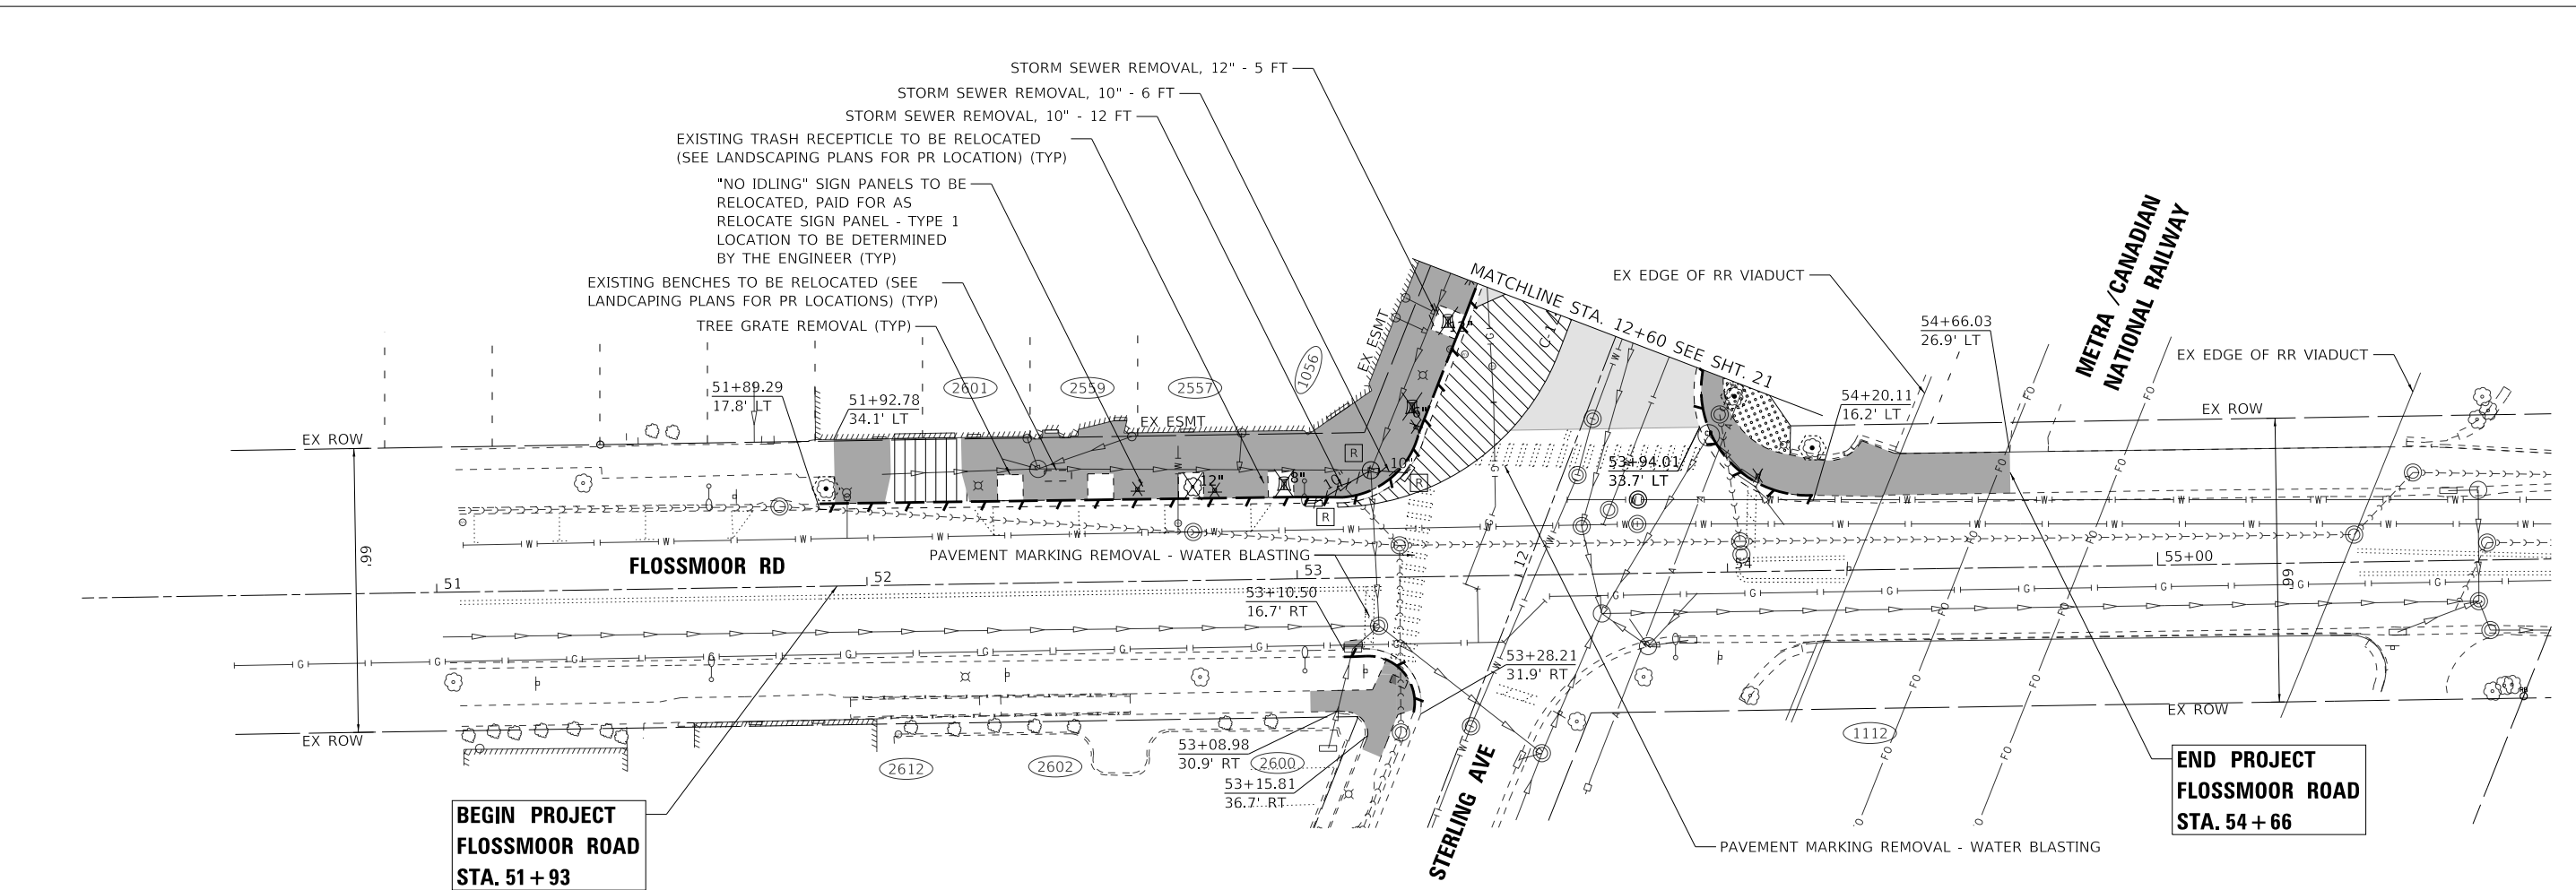 STORM SEWER REMOVAL, 12" - 5 FT
STORM SEWER REMOVAL, 10" - 6 FT
STORM SEWER REMOVAL, 10" - 12 FT
EXISTING TRASH RECEPTICLE TO BE RELOCATED
(SEE LANDSCAPING PLANS FOR PR LOCATION) (TYP)
"NO IDLING" SIGN PANELS TO BE
RELOCATED, PAID FOR AS
RELOCATE SIGN PANEL - TYPE 1
LOCATION TO BE DETERMINED
BY THE ENGINEER (TYP)
EXISTING BENCHES TO BE RELOCATED (SEE
LANDCAPING PLANS FOR PR LOCATIONS) (TYP)
TREE GRATE REMOVAL (TYP)
MATCHLINE STA. 12+60 SEE SHT. 21
EX EDGE OF RR VIADUCT
METRA /CANADIAN
NATIONAL RAILWAY
EX EDGE OF RR VIADUCT
54+66.03
26.9' LT
51+89.29
17.8' LT
51+92.78
34.1' LT
2601
2559
2557
1056
EX ESMT
EX ESMT
54+20.11
16.2' LT
EX ROW
EX ROW
53+94.01
33.7' LT
12"
8"
10"
10"
6"
R
R
R
66'
FLOSSMOOR RD
PAVEMENT MARKING REMOVAL - WATER BLASTING
51
52
53
54
55+00
12
66'
53+10.50
16.7' RT
53+28.21
31.9' RT
53+08.98
30.9' RT
53+15.81
36.7' RT
EX ROW
EX ROW
2612
2602
2600
1112
STERLING AVE
BEGIN PROJECT
FLOSSMOOR ROAD
STA. 51+93
END PROJECT
FLOSSMOOR ROAD
STA. 54+66
PAVEMENT MARKING REMOVAL - WATER BLASTING